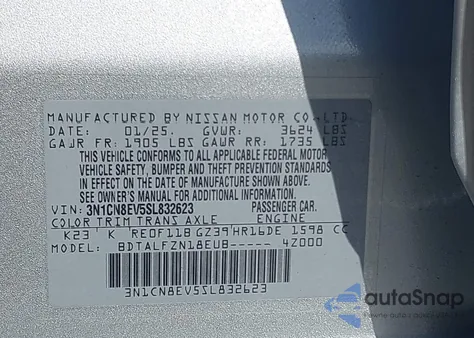 MANUFACTURED BY NISSAN MOTOR CO., LTD.
DATE: 01/25. GVWR: 3624 LBS
GAWR FR: 1905 LBS GAWR RR: 1735 LBS
THIS VEHICLE CONFORMS TO ALL APPLICABLE FEDERAL MOTOR
VEHICLE SAFETY, BUMPER AND THEFT PREVENTION STANDARDS
IN EFFECT ON THE DATE OF MANUFACTURE SHOWN ABOVE.
SEE OWNER'S MANUAL FOR ADDITIONAL INFORMATION.
VIN: 3N1CN8EV5SL832623 PASSENGER CAR.
COLOR TRIM TRANS AXLE ENGINE
K23 K RE0F11B GZ39 HR16DE 1598 CC
MODEL: BDTALFZN18EUB----- 4Z000
3N1CN8EV5SL832623
autoSnap